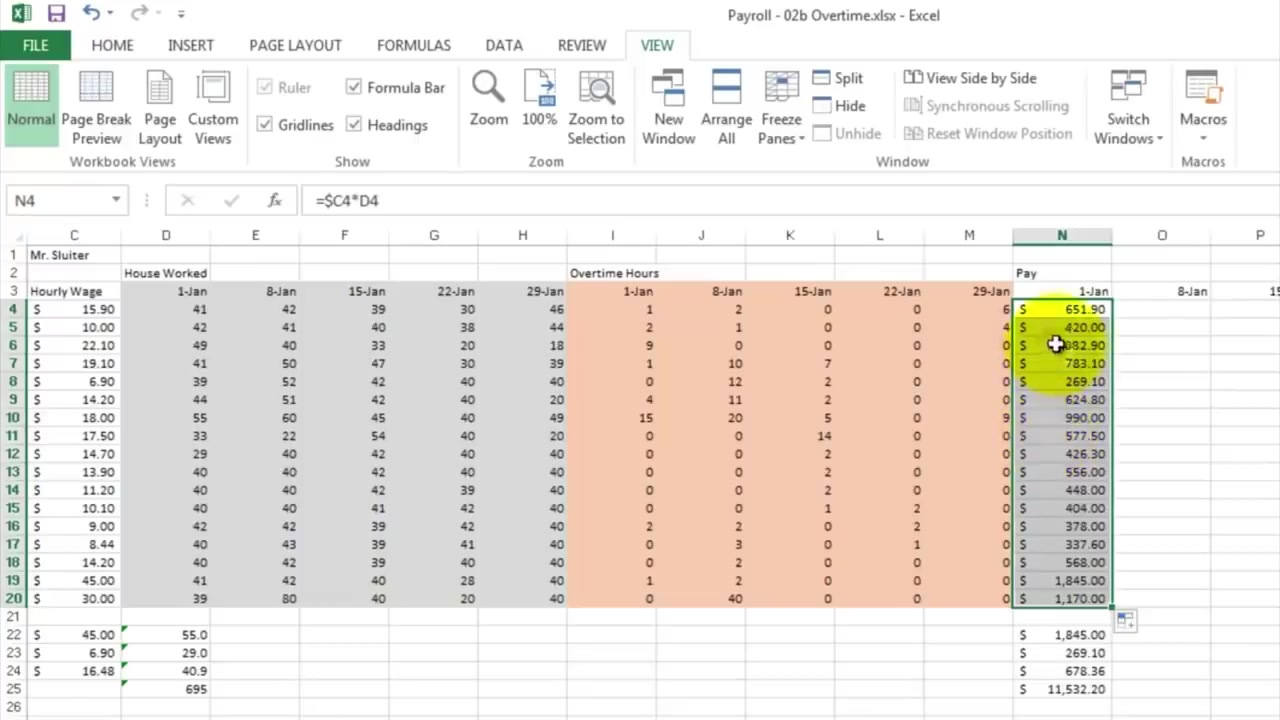 Payroll - 02b Overtime.xlsx - Excel
FILE HOME INSERT PAGE LAYOUT FORMULAS DATA REVIEW VIEW
Normal Page Break Preview Page Layout Custom Views
Workbook Views
Ruler Formula Bar
Gridlines Headings
Show
Zoom 100% Zoom to Selection
Zoom
New Window Arrange All Freeze Panes
Split
Hide
Unhide
View Side by Side
Synchronous Scrolling
Reset Window Position
Switch Windows
Window
Macros
Macros
N4 fx =$C4*D4
C D E F G H I J K L M N O P
1 Mr. Sluiter
2 House Worked Overtime Hours Pay
3 Hourly Wage 1-Jan 8-Jan 15-Jan 22-Jan 29-Jan 1-Jan 8-Jan 15-Jan 22-Jan 29-Jan 1-Jan 8-Jan 15
4 $ 15.90 41 42 39 30 46 1 2 0 0 6 $ 651.90
5 $ 10.00 42 41 40 38 44 2 1 0 0 4 $ 420.00
6 $ 22.10 49 40 33 20 18 9 0 0 0 0 $ 82.90
7 $ 19.10 41 50 47 30 39 1 10 7 0 0 $ 783.10
8 $ 6.90 39 52 42 40 40 0 12 2 0 0 $ 269.10
9 $ 14.20 44 51 42 40 20 4 11 2 0 0 $ 624.80
10 $ 18.00 55 60 45 40 49 15 20 5 0 9 $ 990.00
11 $ 17.50 33 22 54 40 20 0 0 14 0 0 $ 577.50
12 $ 14.70 29 40 42 40 40 0 0 2 0 0 $ 426.30
13 $ 13.90 40 40 42 40 40 0 0 2 0 0 $ 556.00
14 $ 11.20 40 40 42 39 40 0 0 2 0 0 $ 448.00
15 $ 10.10 40 40 41 42 40 0 0 1 2 0 $ 404.00
16 $ 9.00 42 42 39 42 40 2 2 0 2 0 $ 378.00
17 $ 8.44 40 43 39 41 40 0 3 0 1 0 $ 337.60
18 $ 14.20 40 42 39 40 40 0 2 0 0 0 $ 568.00
19 $ 45.00 41 42 40 28 40 1 2 0 0 0 $ 1,845.00
20 $ 30.00 39 80 40 20 40 0 40 0 0 0 $ 1,170.00
21
22 $ 45.00 55.0 $ 1,845.00
23 $ 6.90 29.0 $ 269.10
24 $ 16.48 40.9 $ 678.36
25 695 $ 11,532.20
26